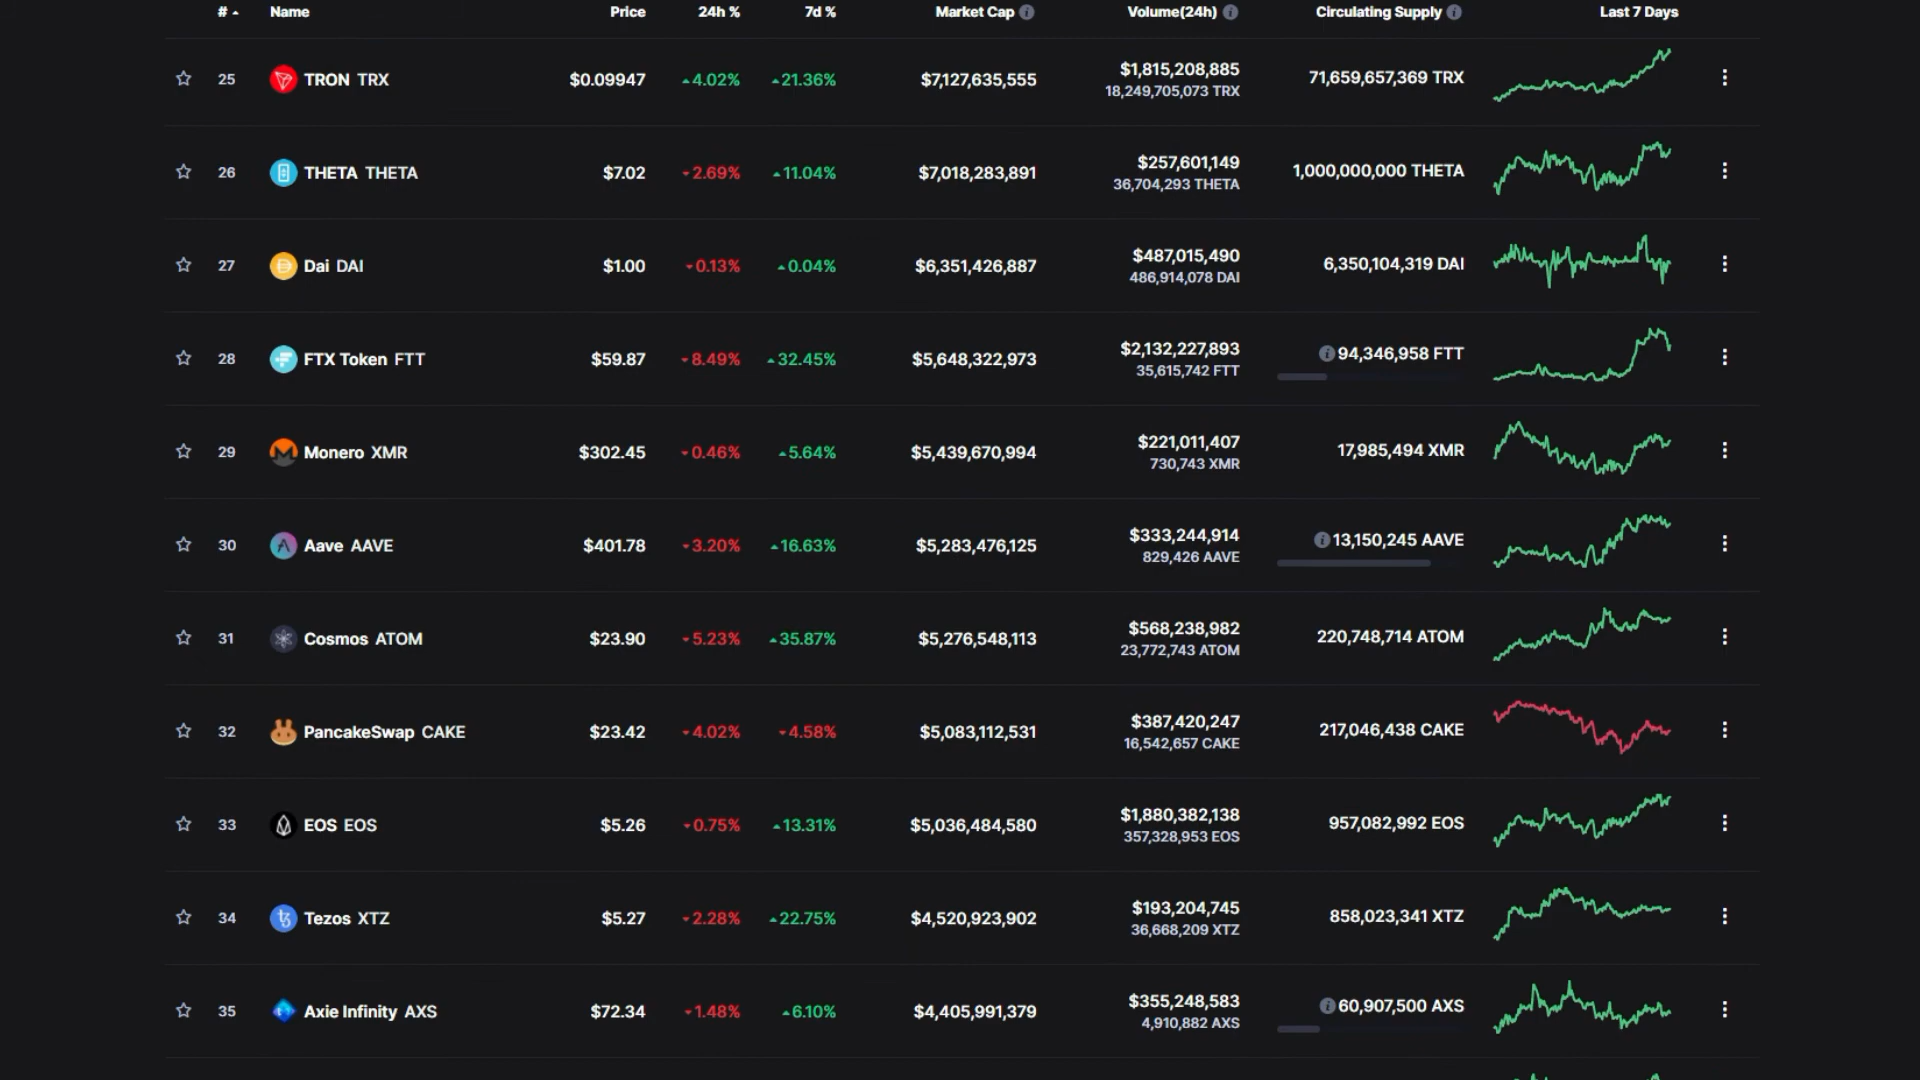 # Name Price 24h % 7d % Market Cap Volume(24h) Circulating Supply Last 7 Days
25 TRON TRX $0.09947 4.02% 21.36% $7,127,635,555 $1,815,208,885 71,659,657,369 TRX
18,249,705,073 TRX
26 THETA THETA $7.02 2.69% 11.04% $7,018,283,891 $257,601,149 1,000,000,000 THETA
36,704,293 THETA
27 Dai DAI $1.00 0.13% 0.04% $6,351,426,887 $487,015,490 6,350,104,319 DAI
486,914,078 DAI
28 FTX Token FTT $59.87 8.49% 32.45% $5,648,322,973 $2,132,227,893 94,346,958 FTT
35,615,742 FTT
29 Monero XMR $302.45 0.46% 5.64% $5,439,670,994 $221,011,407 17,985,494 XMR
730,743 XMR
30 Aave AAVE $401.78 3.20% 16.63% $5,283,476,125 $333,244,914 13,150,245 AAVE
829,426 AAVE
31 Cosmos ATOM $23.90 5.23% 35.87% $5,276,548,113 $568,238,982 220,748,714 ATOM
23,772,743 ATOM
32 PancakeSwap CAKE $23.42 4.02% 4.58% $5,083,112,531 $387,420,247 217,046,438 CAKE
16,542,657 CAKE
33 EOS EOS $5.26 0.75% 13.31% $5,036,484,580 $1,880,382,138 957,082,992 EOS
357,328,953 EOS
34 Tezos XTZ $5.27 2.28% 22.75% $4,520,923,902 $193,204,745 858,023,341 XTZ
36,668,209 XTZ
35 Axie Infinity AXS $72.34 1.48% 6.10% $4,405,991,379 $355,248,583 60,907,500 AXS
4,910,882 AXS